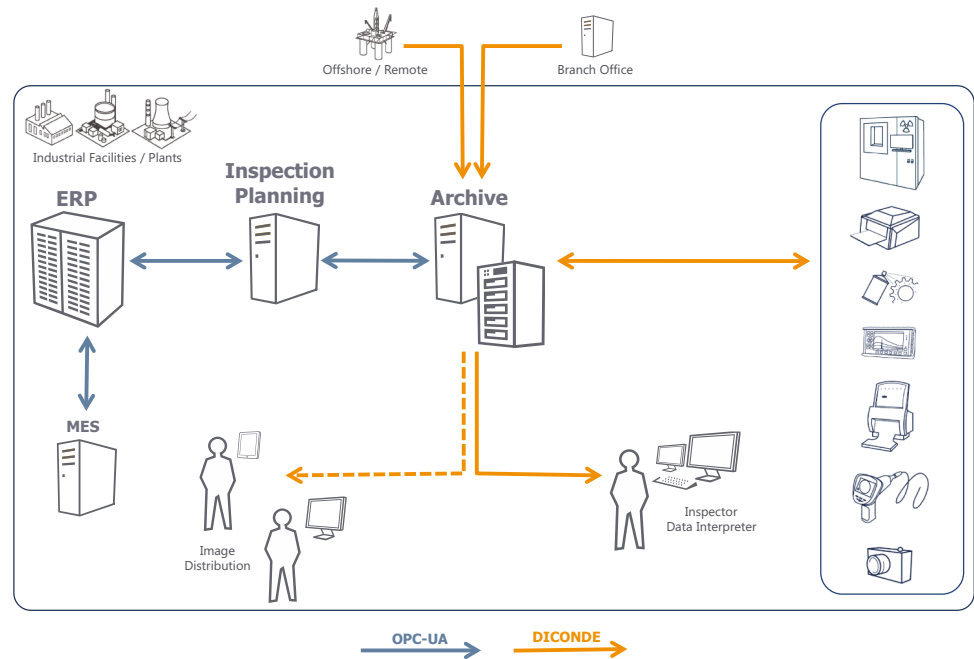 Offshore / Remote
Branch Office
Industrial Facilities / Plants
Inspection
Planning
ERP
Archive
MES
Image
Distribution
Inspector
Data Interpreter
OPC-UA
DICONDE